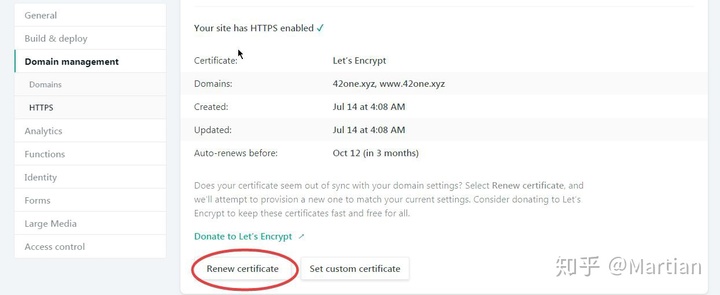 General
Build & deploy
Domain management
Domains
HTTPS
Analytics
Functions
Identity
Forms
Large Media
Access control
Your site has HTTPS enabled ✓
Certificate: Let's Encrypt
Domains: 42one.xyz, www.42one.xyz
Created: Jul 14 at 4:08 AM
Updated: Jul 14 at 4:08 AM
Auto-renews before: Oct 12 (in 3 months)
Does your certificate seem out of sync with your domain settings? Select Renew certificate, and
we'll attempt to provision a new one to match your current settings. Consider donating to Let's
Encrypt to keep these certificates fast and free for all.
Donate to Let's Encrypt ↗
Renew certificate Set custom certificate
知乎 @Martian